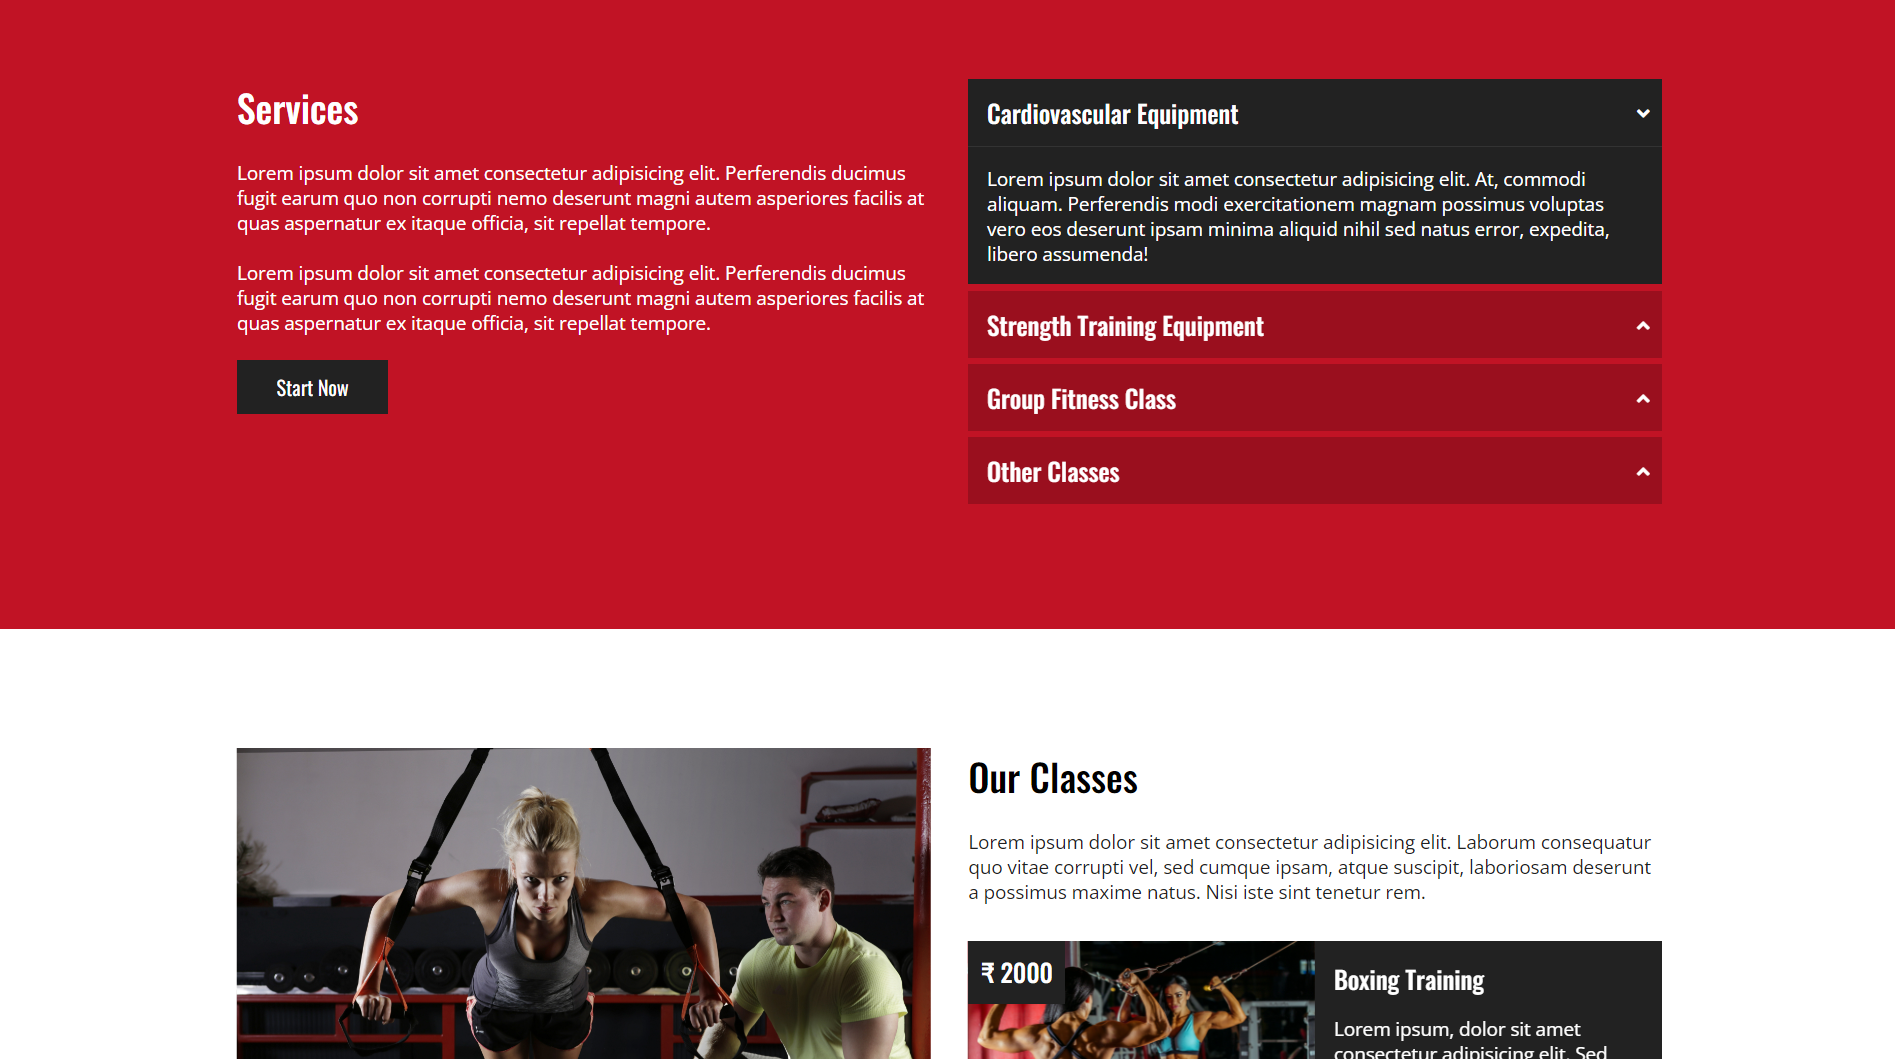 Services
Lorem ipsum dolor sit amet consectetur adipisicing elit. Perferendis ducimus
fugit earum quo non corrupti nemo deserunt magni autem asperiores facilis at
quas aspernatur ex itaque officia, sit repellat tempore.
Lorem ipsum dolor sit amet consectetur adipisicing elit. Perferendis ducimus
fugit earum quo non corrupti nemo deserunt magni autem asperiores facilis at
quas aspernatur ex itaque officia, sit repellat tempore.
Start Now
Cardiovascular Equipment
Lorem ipsum dolor sit amet consectetur adipisicing elit. At, commodi
aliquam. Perferendis modi exercitationem magnam possimus voluptas
vero eos deserunt ipsam minima aliquid nihil sed natus error, expedita,
libero assumenda!
Strength Training Equipment
Group Fitness Class
Other Classes
Our Classes
Lorem ipsum dolor sit amet consectetur adipisicing elit. Laborum consequatur
quo vitae corrupti vel, sed cumque ipsam, atque suscipit, laboriosam deserunt
a possimus maxime natus. Nisi iste sint tenetur rem.
₹ 2000
Boxing Training
Lorem ipsum, dolor sit amet
consectetur adipisicing elit. Sed